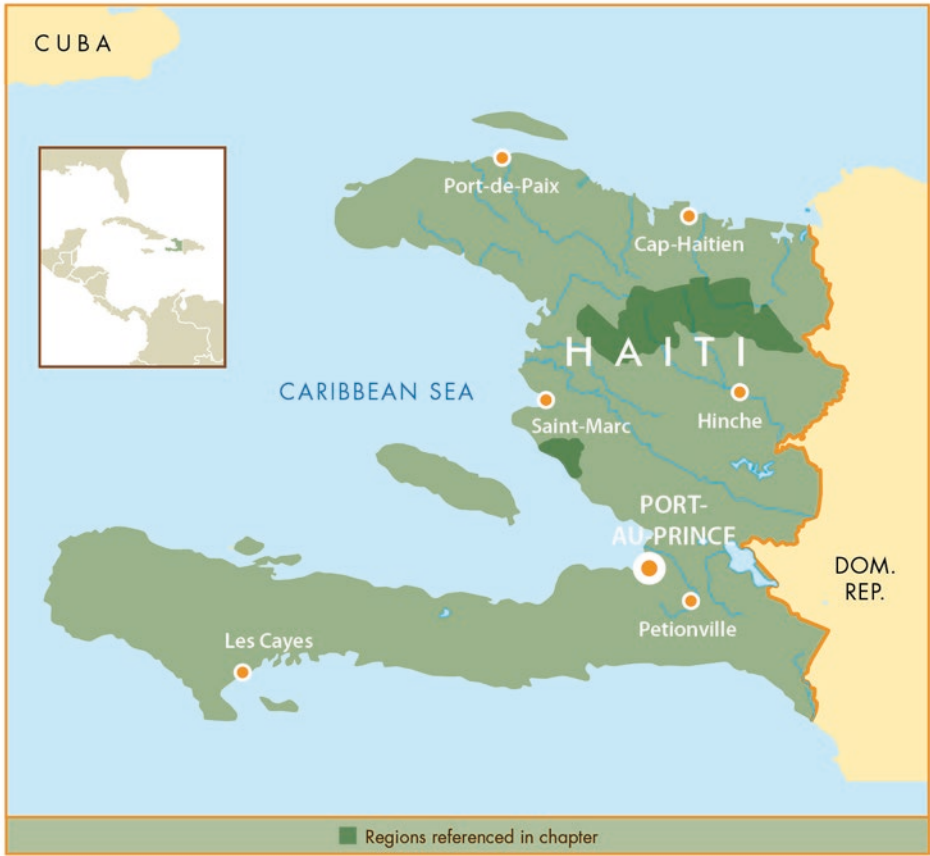 CUBA
Port-de-Paix
Cap-Haitien
HAITI
CARIBBEAN SEA
Saint-Marc
Hinche
PORT-
AU-PRINCE
DOM.
REP.
Petionville
Les Cayes
Regions referenced in chapter